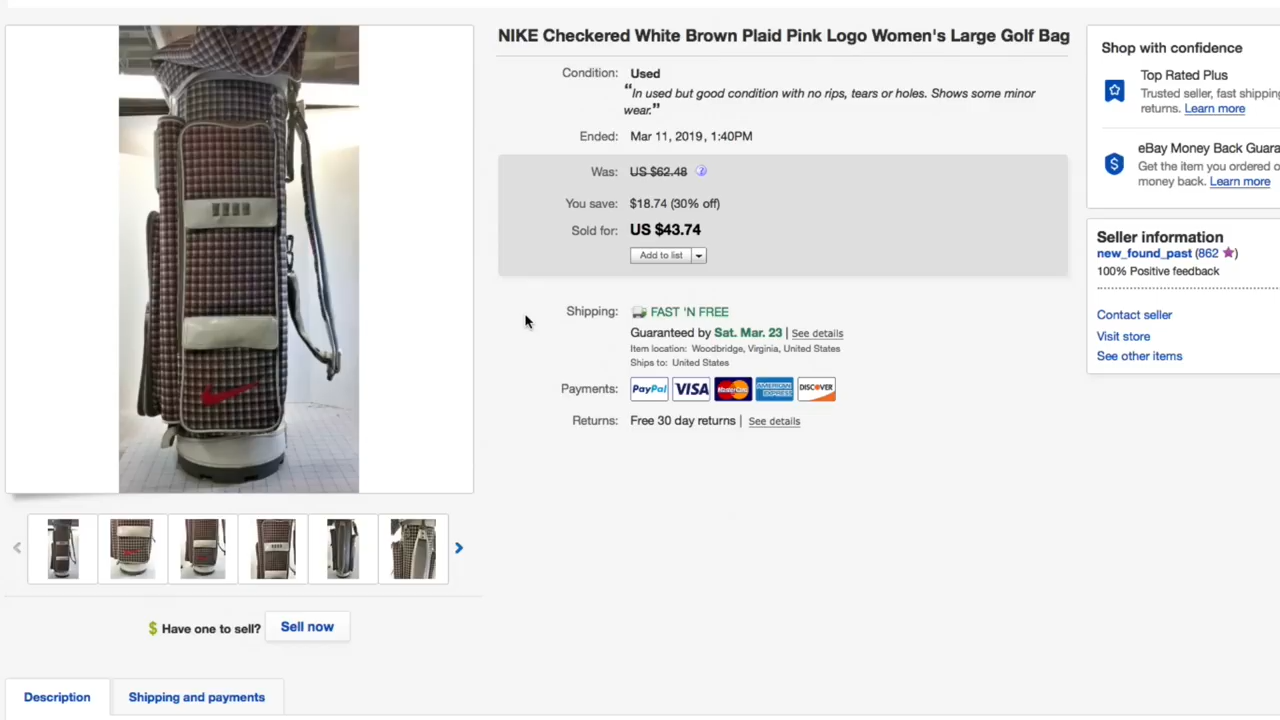 NIKE Checkered White Brown Plaid Pink Logo Women's Large Golf Bag
Condition: Used
“In used but good condition with no rips, tears or holes. Shows some minor
wear.”
Ended: Mar 11, 2019, 1:40PM
Was: US $62.48 ?
You save: $18.74 (30% off)
Sold for: US $43.74
Add to list
Shipping: FAST 'N FREE
Guaranteed by Sat. Mar. 23 | See details
Item location: Woodbridge, Virginia, United States
Ships to: United States
Payments: PayPal VISA MasterCard AMERICAN EXPRESS DISCOVER
Returns: Free 30 day returns | See details
Shop with confidence
Top Rated Plus
Trusted seller, fast shipping
returns. Learn more
$
eBay Money Back Guara
Get the item you ordered o
money back. Learn more
Seller information
new_found_past (862 ★)
100% Positive feedback
Contact seller
Visit store
See other items
$ Have one to sell? Sell now
Description
Shipping and payments